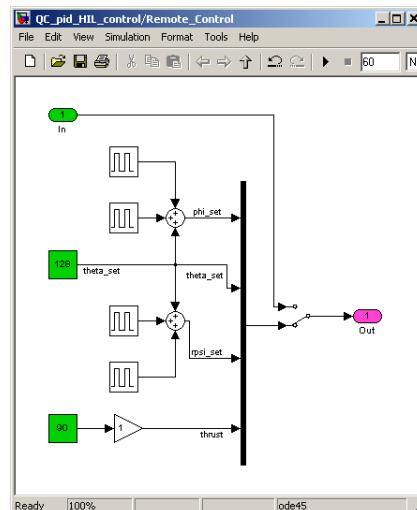 QC_pid_HIL_control/Remote_Control
File Edit View Simulation Format Tools Help
60 N
1
In
phi_set
128
theta_set theta_set
1
Out
rpsi_set
90 1
thrust
Ready 100% ode45